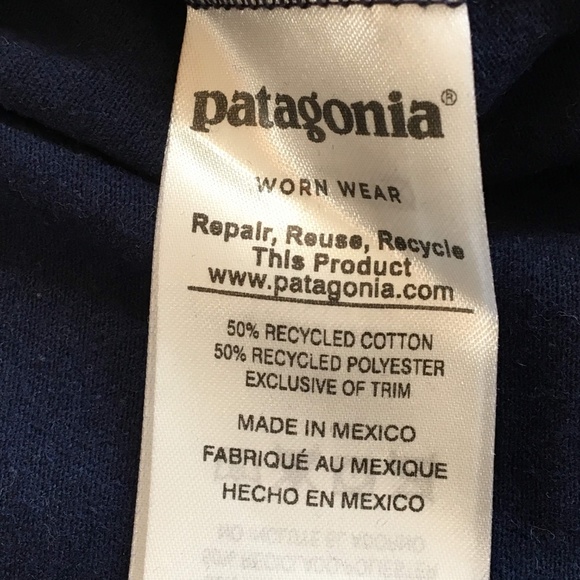 patagonia®
WORN WEAR
Repair, Reuse, Recycle
This Product
www.patagonia.com
50% RECYCLED COTTON
50% RECYCLED POLYESTER
EXCLUSIVE OF TRIM
MADE IN MEXICO
FABRIQUÉ AU MEXIQUE
HECHO EN MEXICO